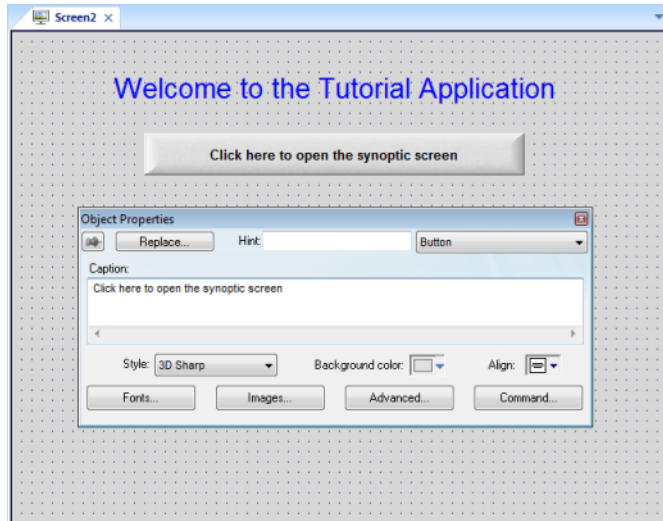 Screen2
Welcome to the Tutorial Application
Click here to open the synoptic screen
Object Properties
Replace... Hint: Button
Caption:
Click here to open the synoptic screen
Style: 3D Sharp Background color: Align:
Fonts... Images... Advanced... Command...